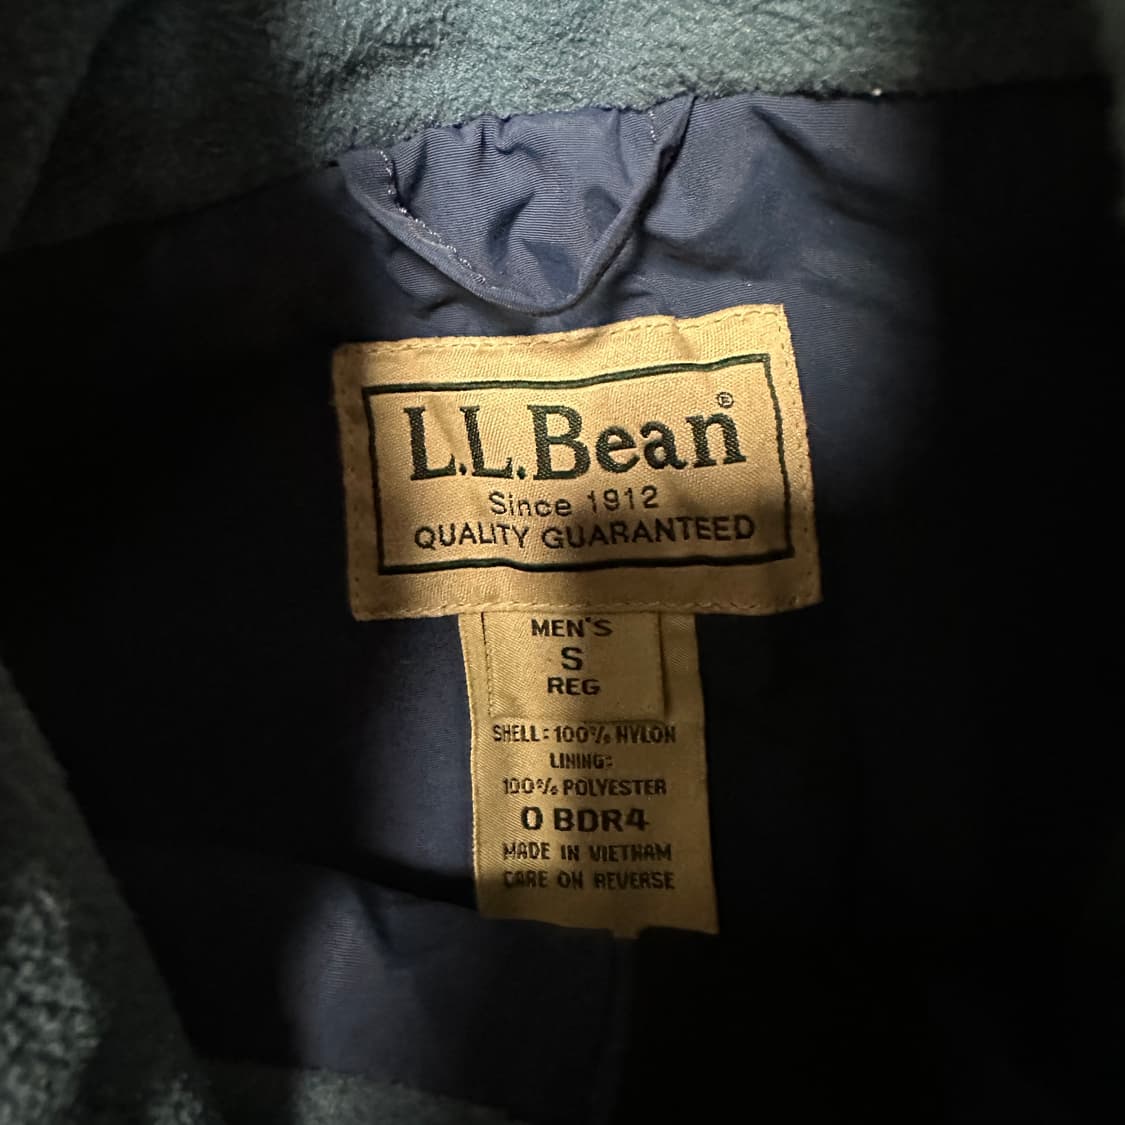 L.L.Bean®
Since 1912
QUALITY GUARANTEED
MEN'S
S
REG
SHELL: 100% NYLON
LINING:
100% POLYESTER
0 BDR4
MADE IN VIETNAM
CARE ON REVERSE